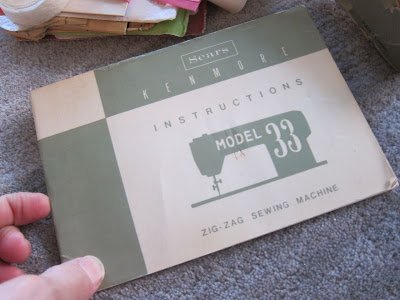 Sears
KENMORE
INSTRUCTIONS
MODEL 33
ZIG-ZAG SEWING MACHINE